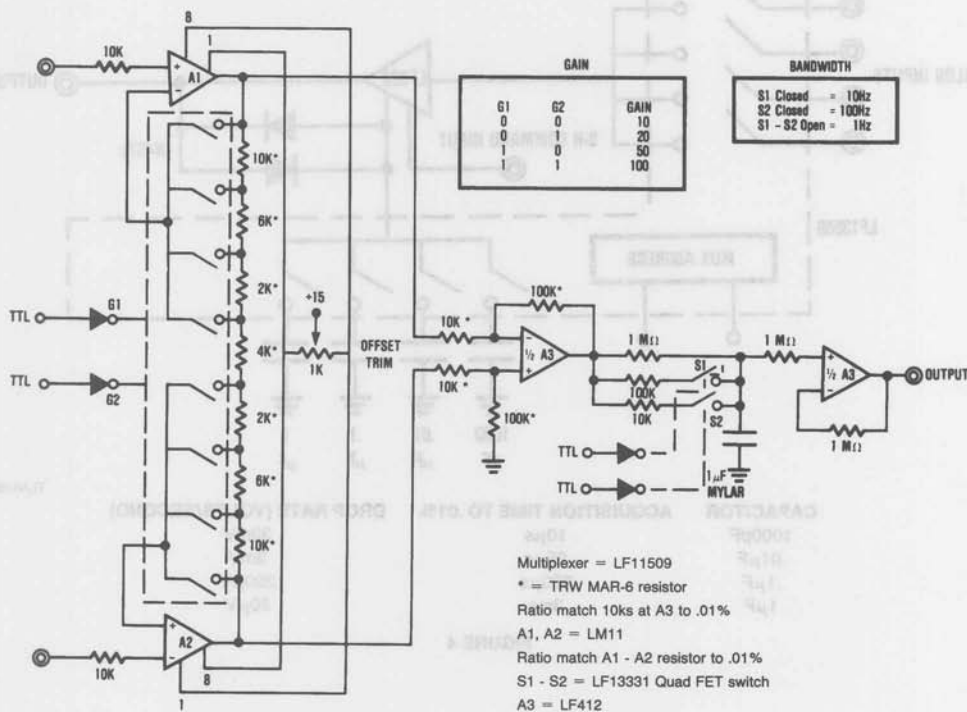 8
1
10K
+
A1
−
10K*
6K*
2K*
4K*
2K*
6K*
10K*
TTL
G1
TTL
G2
+15
1K
OFFSET
TRIM
+
A2
−
10K
8
1
GAIN
G1 G2 GAIN
0 0 10
0 1 20
1 0 50
1 1 100
BANDWIDTH
S1 Closed = 10Hz
S2 Closed = 100Hz
S1 - S2 Open = 1Hz
100K*
10K *
10K *
−
½ A3
+
100K*
1 MΩ
S1
100K
10K
S2
TTL
TTL
1µF
MYLAR
1 MΩ
+
½ A3
−
1 MΩ
OUTPUT
Multiplexer = LF11509
* = TRW MAR-6 resistor
Ratio match 10ks at A3 to .01%
A1, A2 = LM11
Ratio match A1 - A2 resistor to .01%
S1 - S2 = LF13331 Quad FET switch
A3 = LF412